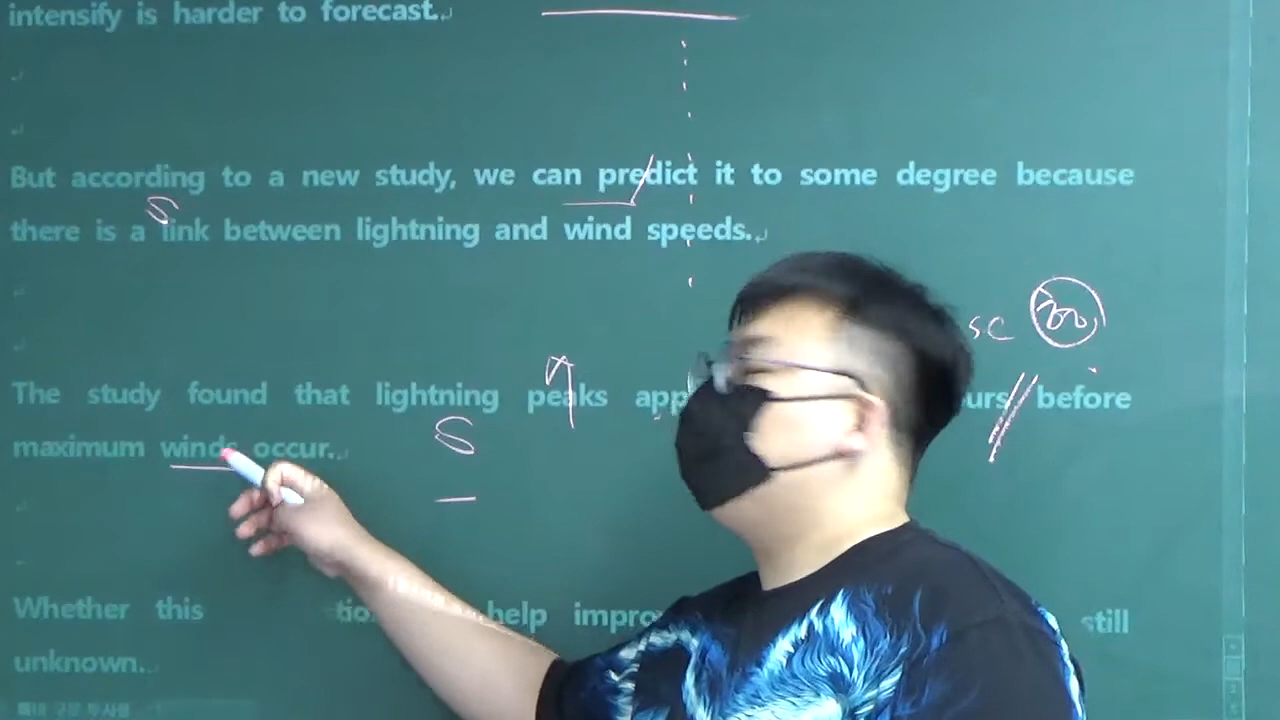 intensify is harder to forecast.
But according to a new study, we can predict it to some degree because
there is a link between lightning and wind speeds.
S
sc
The study found that lightning peaks before
maximum winds occur.
S
Whether this help still
unknown.